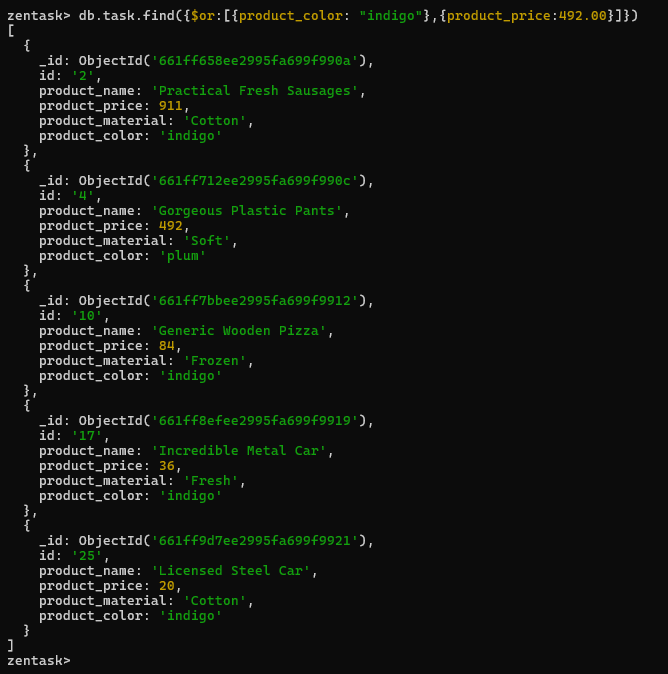 zentask> db.task.find({$or:[{product_color: "indigo"},{product_price:492.00}]})
[
  {
    _id: ObjectId('661ff658ee2995fa699f990a'),
    id: '2',
    product_name: 'Practical Fresh Sausages',
    product_price: 911,
    product_material: 'Cotton',
    product_color: 'indigo'
  },
  {
    _id: ObjectId('661ff712ee2995fa699f990c'),
    id: '4',
    product_name: 'Gorgeous Plastic Pants',
    product_price: 492,
    product_material: 'Soft',
    product_color: 'plum'
  },
  {
    _id: ObjectId('661ff7bbee2995fa699f9912'),
    id: '10',
    product_name: 'Generic Wooden Pizza',
    product_price: 84,
    product_material: 'Frozen',
    product_color: 'indigo'
  },
  {
    _id: ObjectId('661ff8efee2995fa699f9919'),
    id: '17',
    product_name: 'Incredible Metal Car',
    product_price: 36,
    product_material: 'Fresh',
    product_color: 'indigo'
  },
  {
    _id: ObjectId('661ff9d7ee2995fa699f9921'),
    id: '25',
    product_name: 'Licensed Steel Car',
    product_price: 20,
    product_material: 'Cotton',
    product_color: 'indigo'
  }
]
zentask>